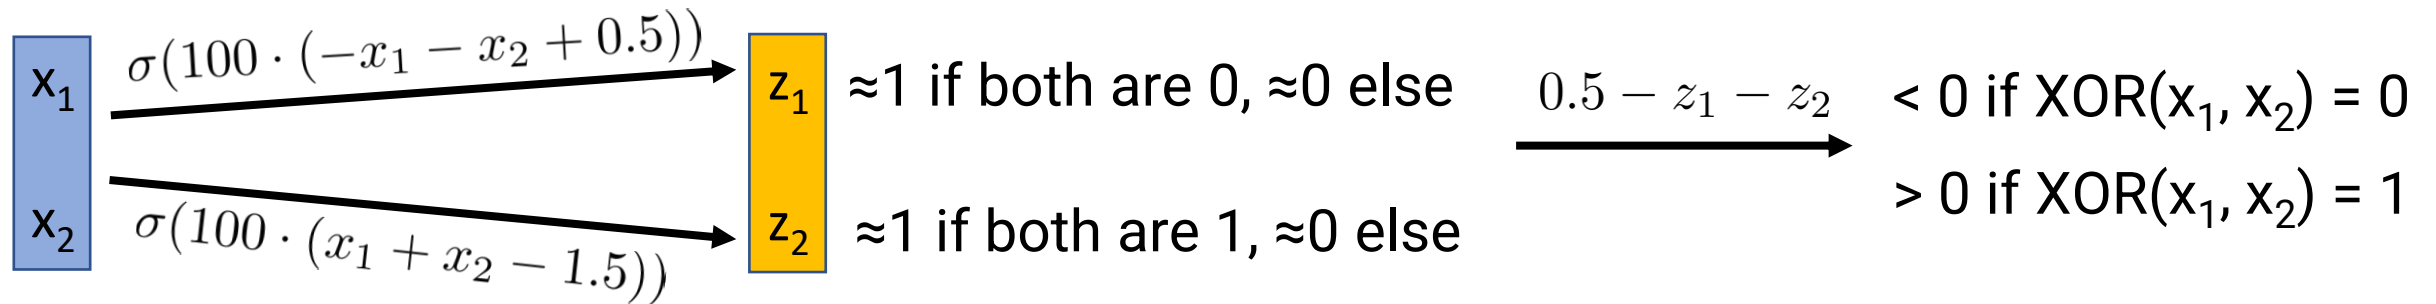 σ(100 · (−x₁ − x₂ + 0.5))
x₁
z₁ ≈1 if both are 0, ≈0 else
0.5 − z₁ − z₂
< 0 if XOR(x₁, x₂) = 0
> 0 if XOR(x₁, x₂) = 1
x₂
σ(100 · (x₁ + x₂ − 1.5))
z₂ ≈1 if both are 1, ≈0 else